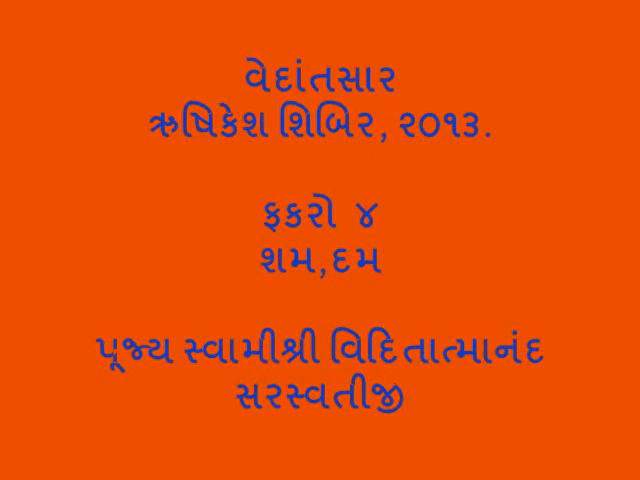 વેદાંતસાર
ઋષિકેશ શિબિર, ૨૦૧૩.
ફકરો ૪
શમ,દમ
પૂજ્ય સ્વામીશ્રી વિદિતાત્માનંદ
સરસ્વતીજી